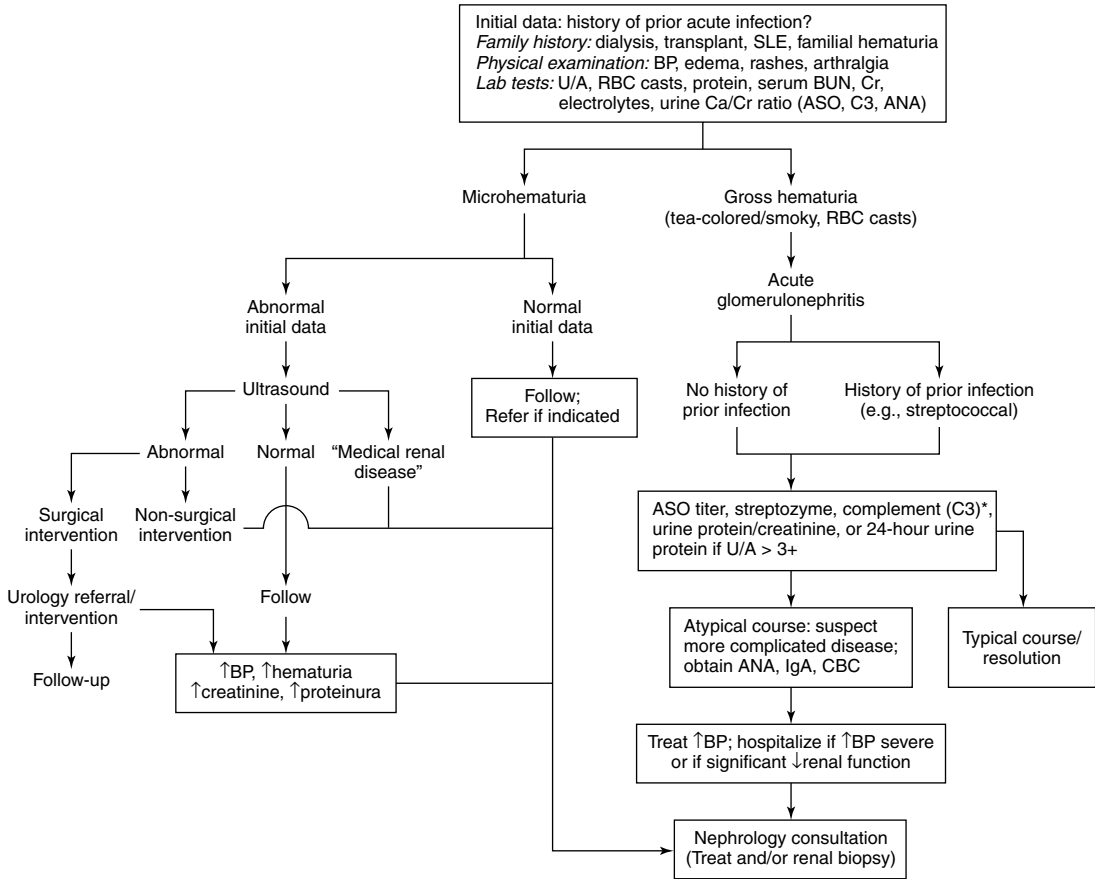 Initial data: history of prior acute infection?
Family history: dialysis, transplant, SLE, familial hematuria
Physical examination: BP, edema, rashes, arthralgia
Lab tests: U/A, RBC casts, protein, serum BUN, Cr,
electrolytes, urine Ca/Cr ratio (ASO, C3, ANA)
Microhematuria
Gross hematuria
(tea-colored/smoky, RBC casts)
Abnormal
initial data
Normal
initial data
Acute
glomerulonephritis
Ultrasound
Follow;
Refer if indicated
No history of
prior infection
History of prior infection
(e.g., streptococcal)
Abnormal
Normal
“Medical renal
disease”
Surgical
intervention
Non-surgical
intervention
ASO titer, streptozyme, complement (C3)*,
urine protein/creatinine, or 24-hour urine
protein if U/A > 3+
Urology referral/
intervention
Follow
Atypical course: suspect
more complicated disease;
obtain ANA, IgA, CBC
Typical course/
resolution
Follow-up
↑BP, ↑hematuria
↑creatinine, ↑proteinura
Treat ↑BP; hospitalize if ↑BP severe
or if significant ↓renal function
Nephrology consultation
(Treat and/or renal biopsy)